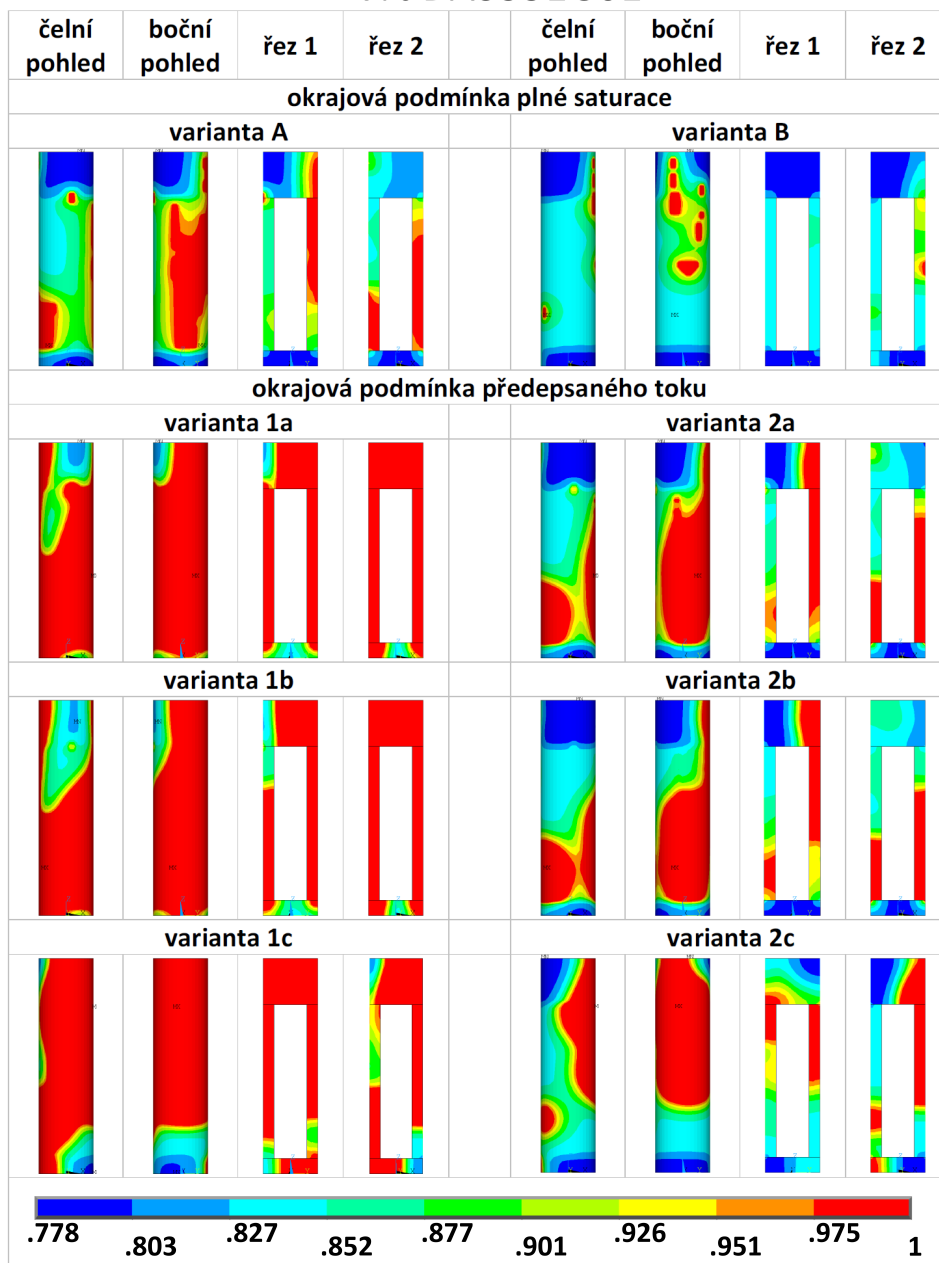 čelní pohled boční pohled řez 1 řez 2 čelní pohled boční pohled řez 1 řez 2
okrajová podmínka plné saturace
varianta A varianta B
okrajová podmínka předepsaného toku
varianta 1a varianta 2a
varianta 1b varianta 2b
varianta 1c varianta 2c
.778 .827 .877 .926 .975
.803 .852 .901 .951 1